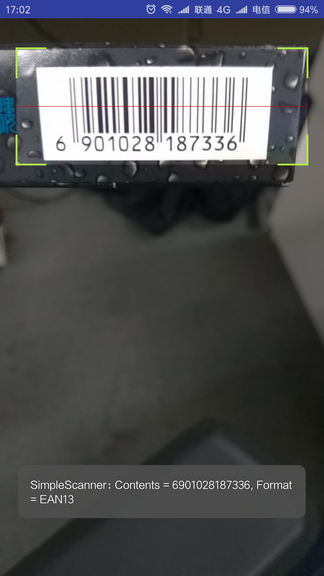 17:02 联通 4G 电信 94%
6 901028 187336
SimpleScanner: Contents = 6901028187336, Format
= EAN13